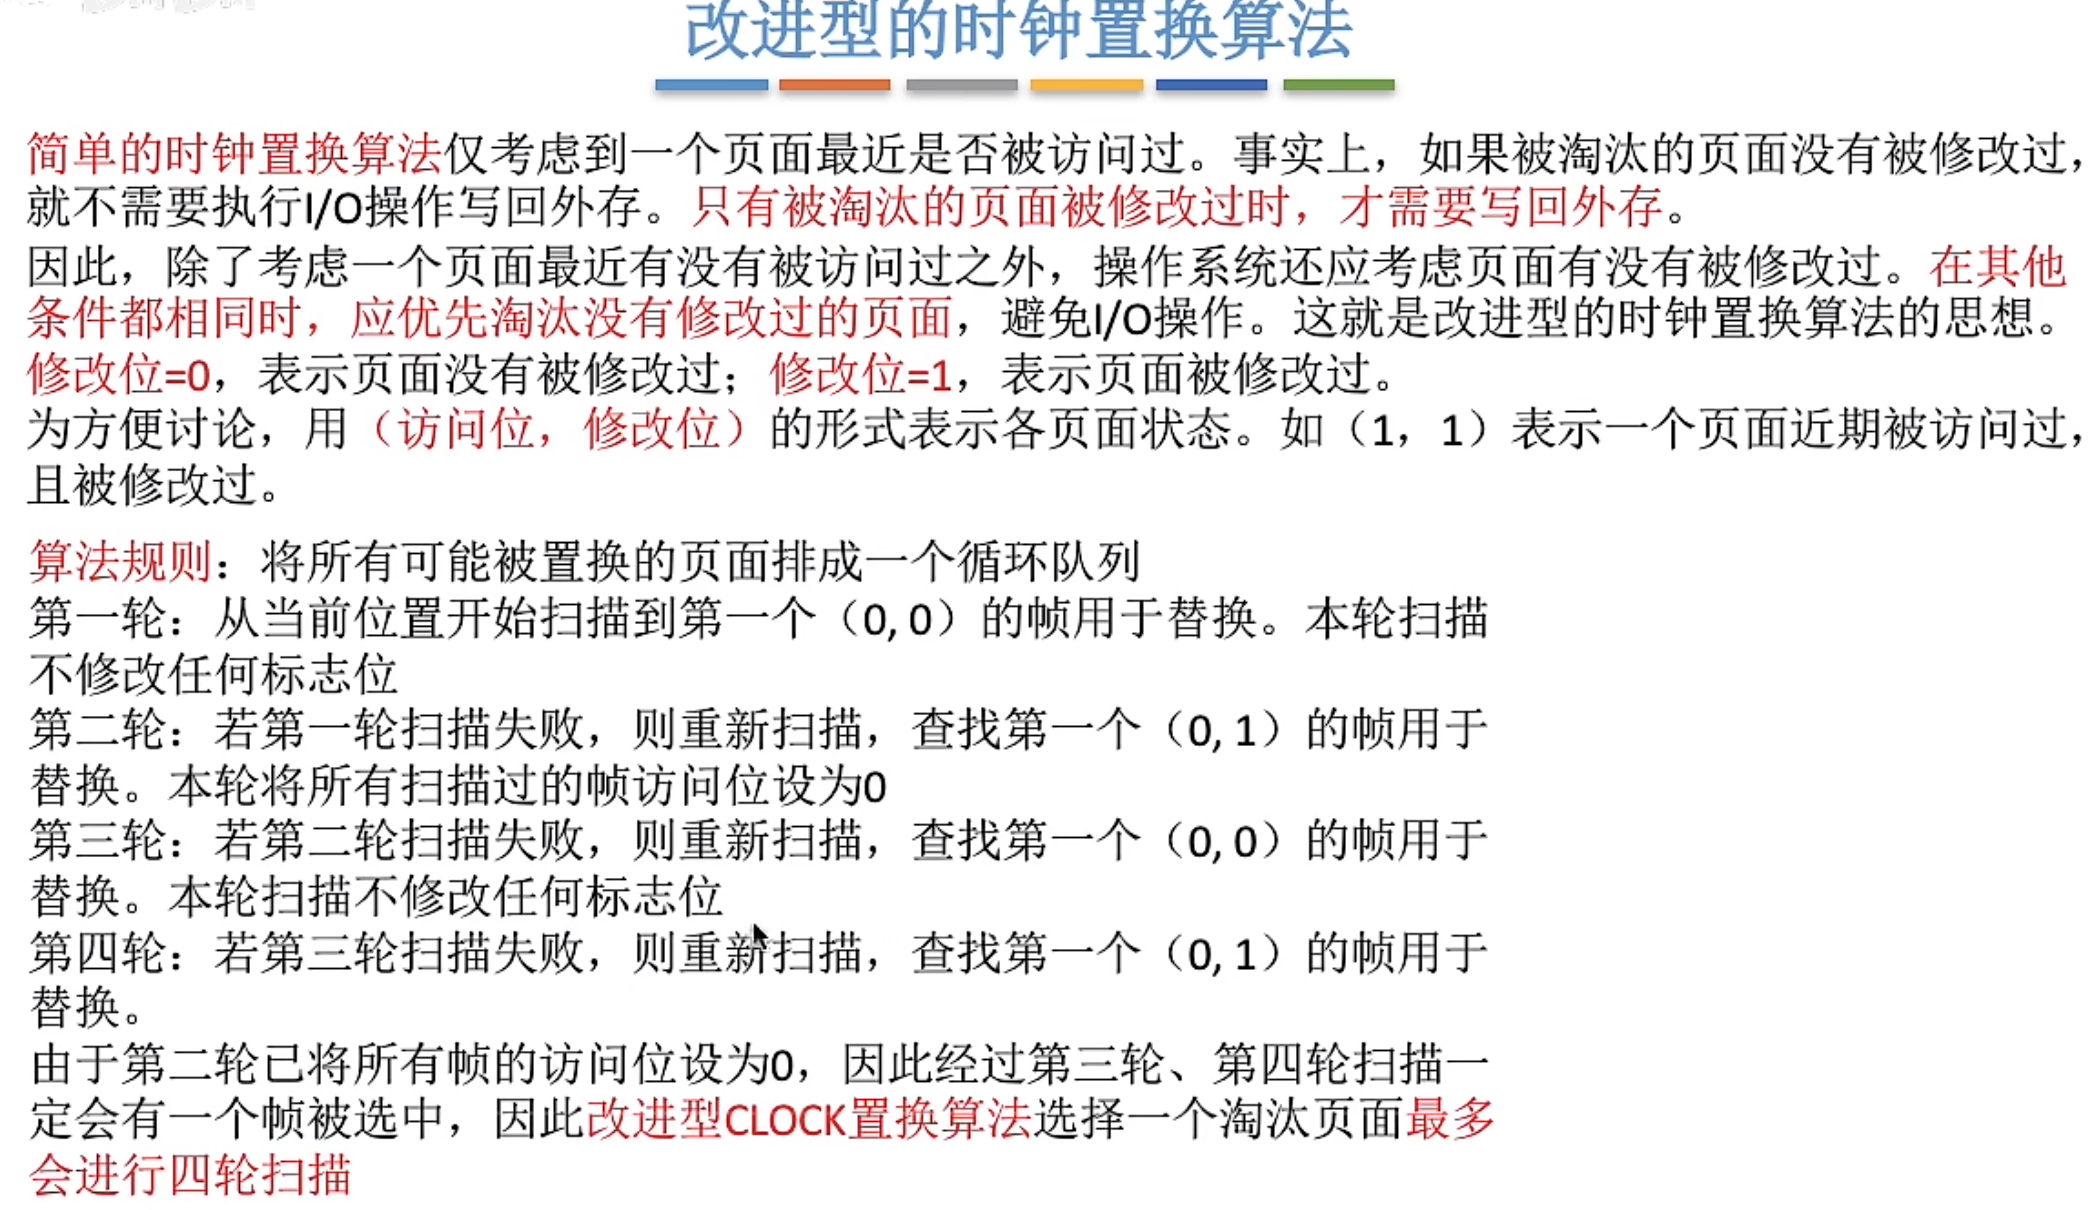 改进型的时钟置换算法
简单的时钟置换算法仅考虑到一个页面最近是否被访问过。事实上，如果被淘汰的页面没有被修改过，
就不需要执行I/O操作写回外存。只有被淘汰的页面被修改过时，才需要写回外存。
因此，除了考虑一个页面最近有没有被访问过之外，操作系统还应考虑页面有没有被修改过。在其他
条件都相同时，应优先淘汰没有修改过的页面，避免I/O操作。这就是改进型的时钟置换算法的思想。
修改位=0，表示页面没有被修改过；修改位=1，表示页面被修改过。
为方便讨论，用（访问位，修改位）的形式表示各页面状态。如（1，1）表示一个页面近期被访问过，
且被修改过。
算法规则：将所有可能被置换的页面排成一个循环队列
第一轮：从当前位置开始扫描到第一个（0, 0）的帧用于替换。本轮扫描
不修改任何标志位
第二轮：若第一轮扫描失败，则重新扫描，查找第一个（0, 1）的帧用于
替换。本轮将所有扫描过的帧访问位设为0
第三轮：若第二轮扫描失败，则重新扫描，查找第一个（0, 0）的帧用于
替换。本轮扫描不修改任何标志位
第四轮：若第三轮扫描失败，则重新扫描，查找第一个（0, 1）的帧用于
替换。
由于第二轮已将所有帧的访问位设为0，因此经过第三轮、第四轮扫描一
定会有一个帧被选中，因此改进型CLOCK置换算法选择一个淘汰页面最多
会进行四轮扫描